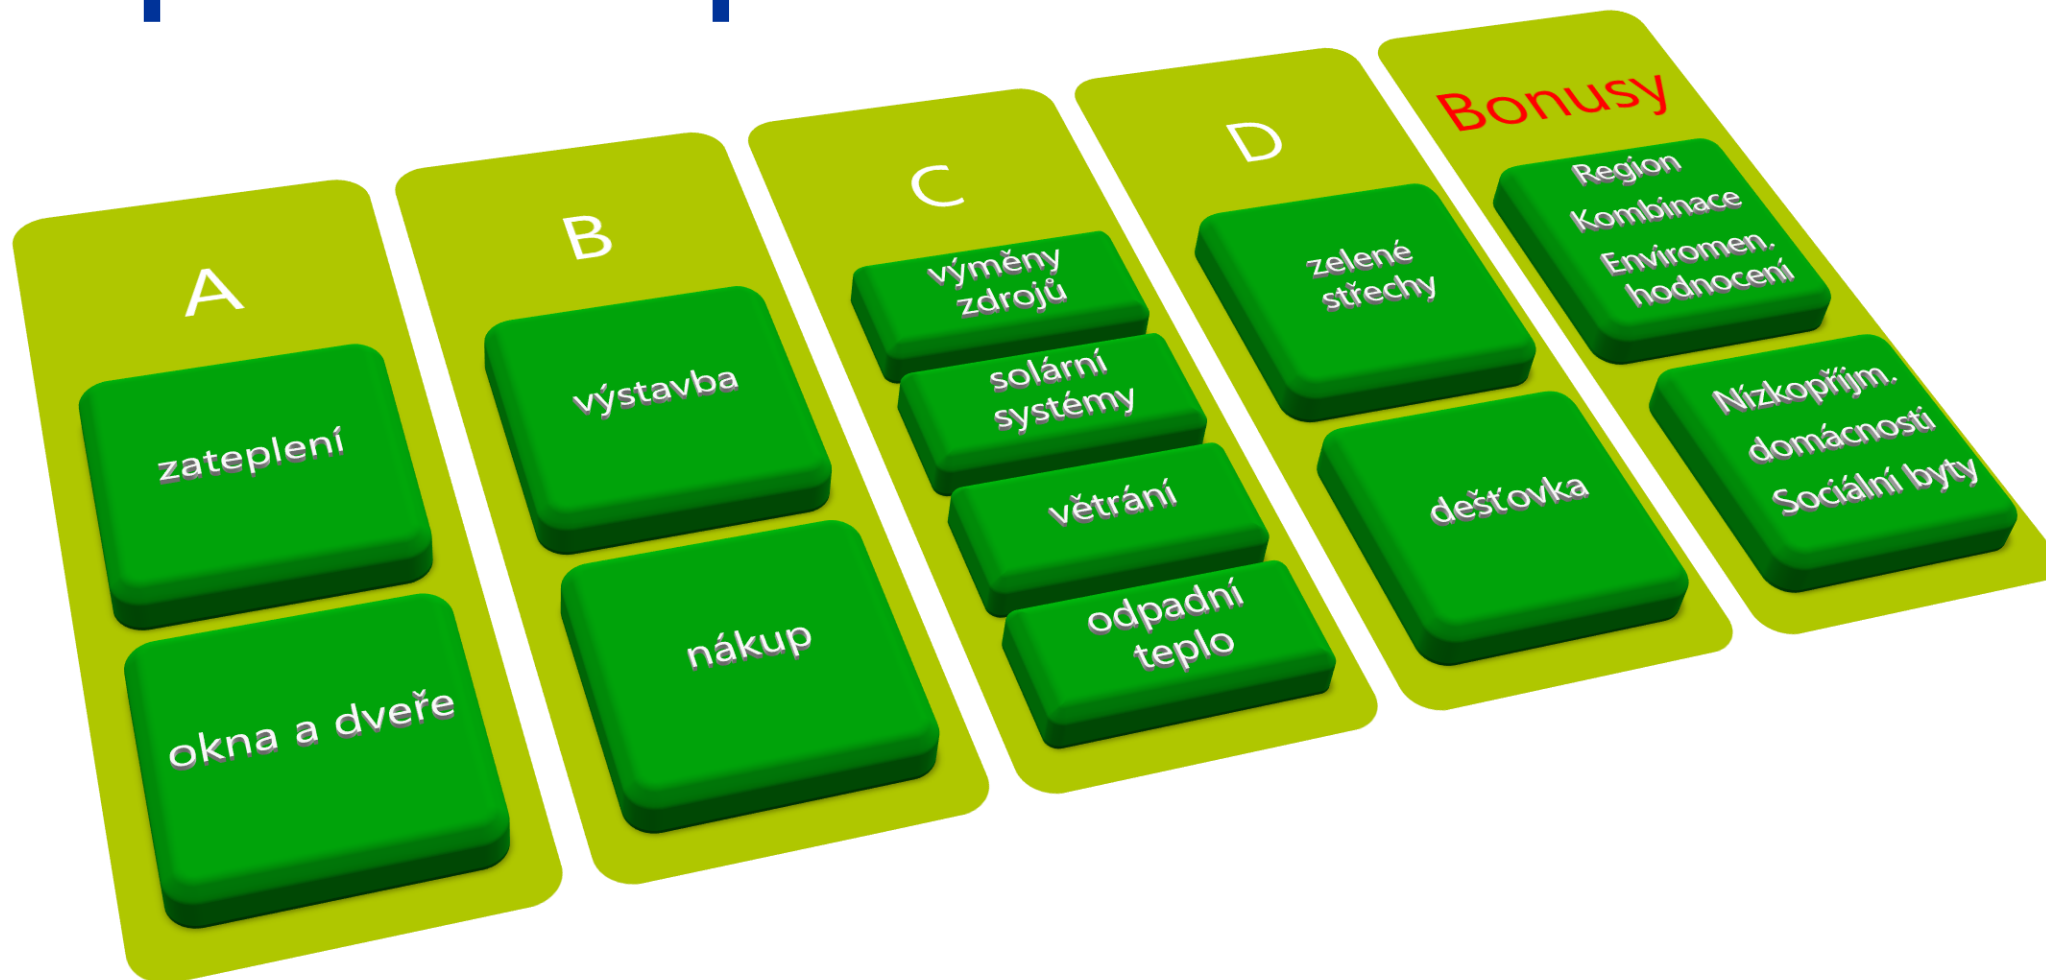 A
zateplení
okna a dveře
B
výstavba
nákup
C
výměny
zdrojů
solární
systémy
větrání
odpadní
teplo
D
zelené
střechy
dešťovka
Bonusy
Region
Kombinace
Enviromen.
hodnocení
Nízkopříjm.
domácnosti
Sociální byty